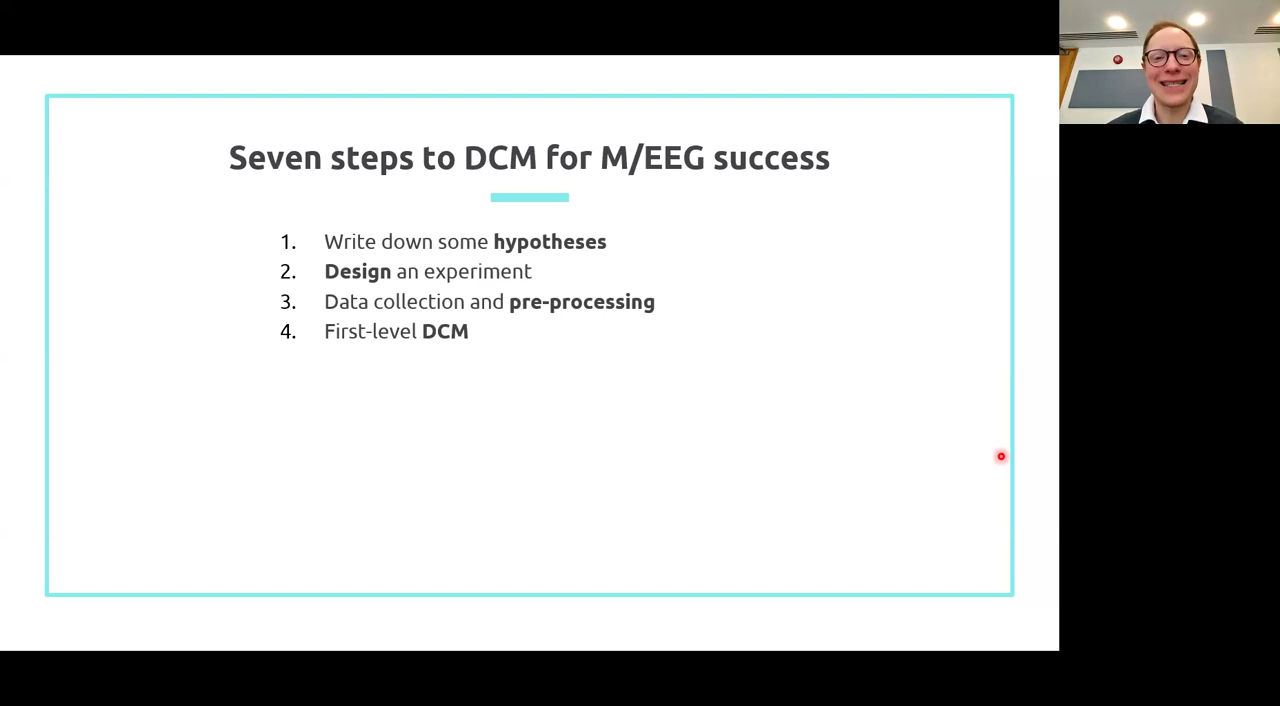 Seven steps to DCM for M/EEG success
1. Write down some hypotheses
2. Design an experiment
3. Data collection and pre-processing
4. First-level DCM